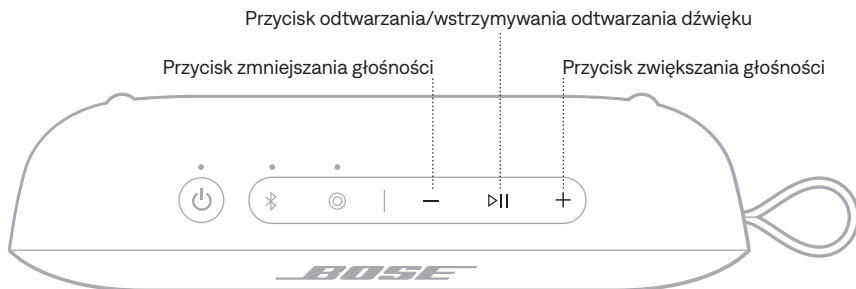 Przycisk odtwarzania/wstrzymywania odtwarzania dźwięku
Przycisk zmniejszania głośności
Przycisk zwiększania głośności
BOSE